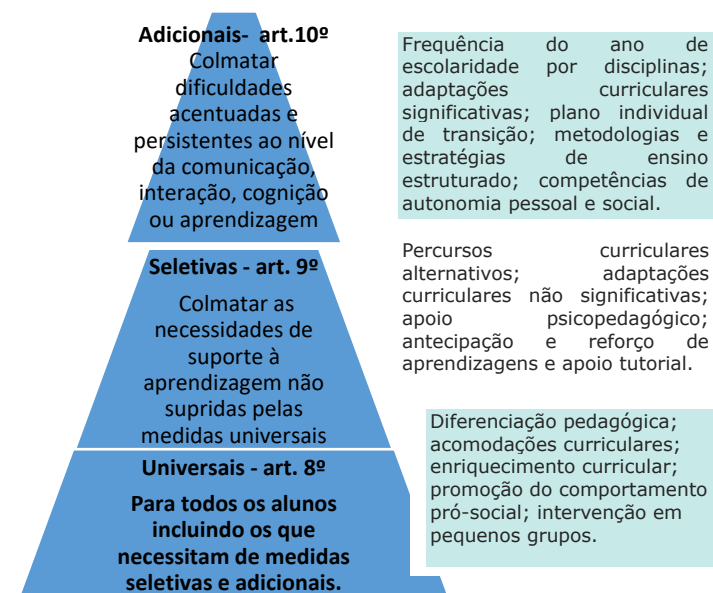 Adicionais- art.10º
Colmatar
dificuldades
acentuadas e
persistentes ao nível
da comunicação,
interação, cognição
ou aprendizagem
Frequência do ano de
escolaridade por disciplinas;
adaptações curriculares
significativas; plano individual
de transição; metodologias e
estratégias de ensino
estruturado; competências de
autonomia pessoal e social.
Seletivas - art. 9º
Colmatar as
necessidades de
suporte à
aprendizagem não
supridas pelas
medidas universais
Percursos curriculares
alternativos; adaptações
curriculares não significativas;
apoio psicopedagógico;
antecipação e reforço de
aprendizagens e apoio tutorial.
Universais - art. 8º
Para todos os alunos
incluindo os que
necessitam de medidas
seletivas e adicionais.
Diferenciação pedagógica;
acomodações curriculares;
enriquecimento curricular;
promoção do comportamento
pró-social; intervenção em
pequenos grupos.